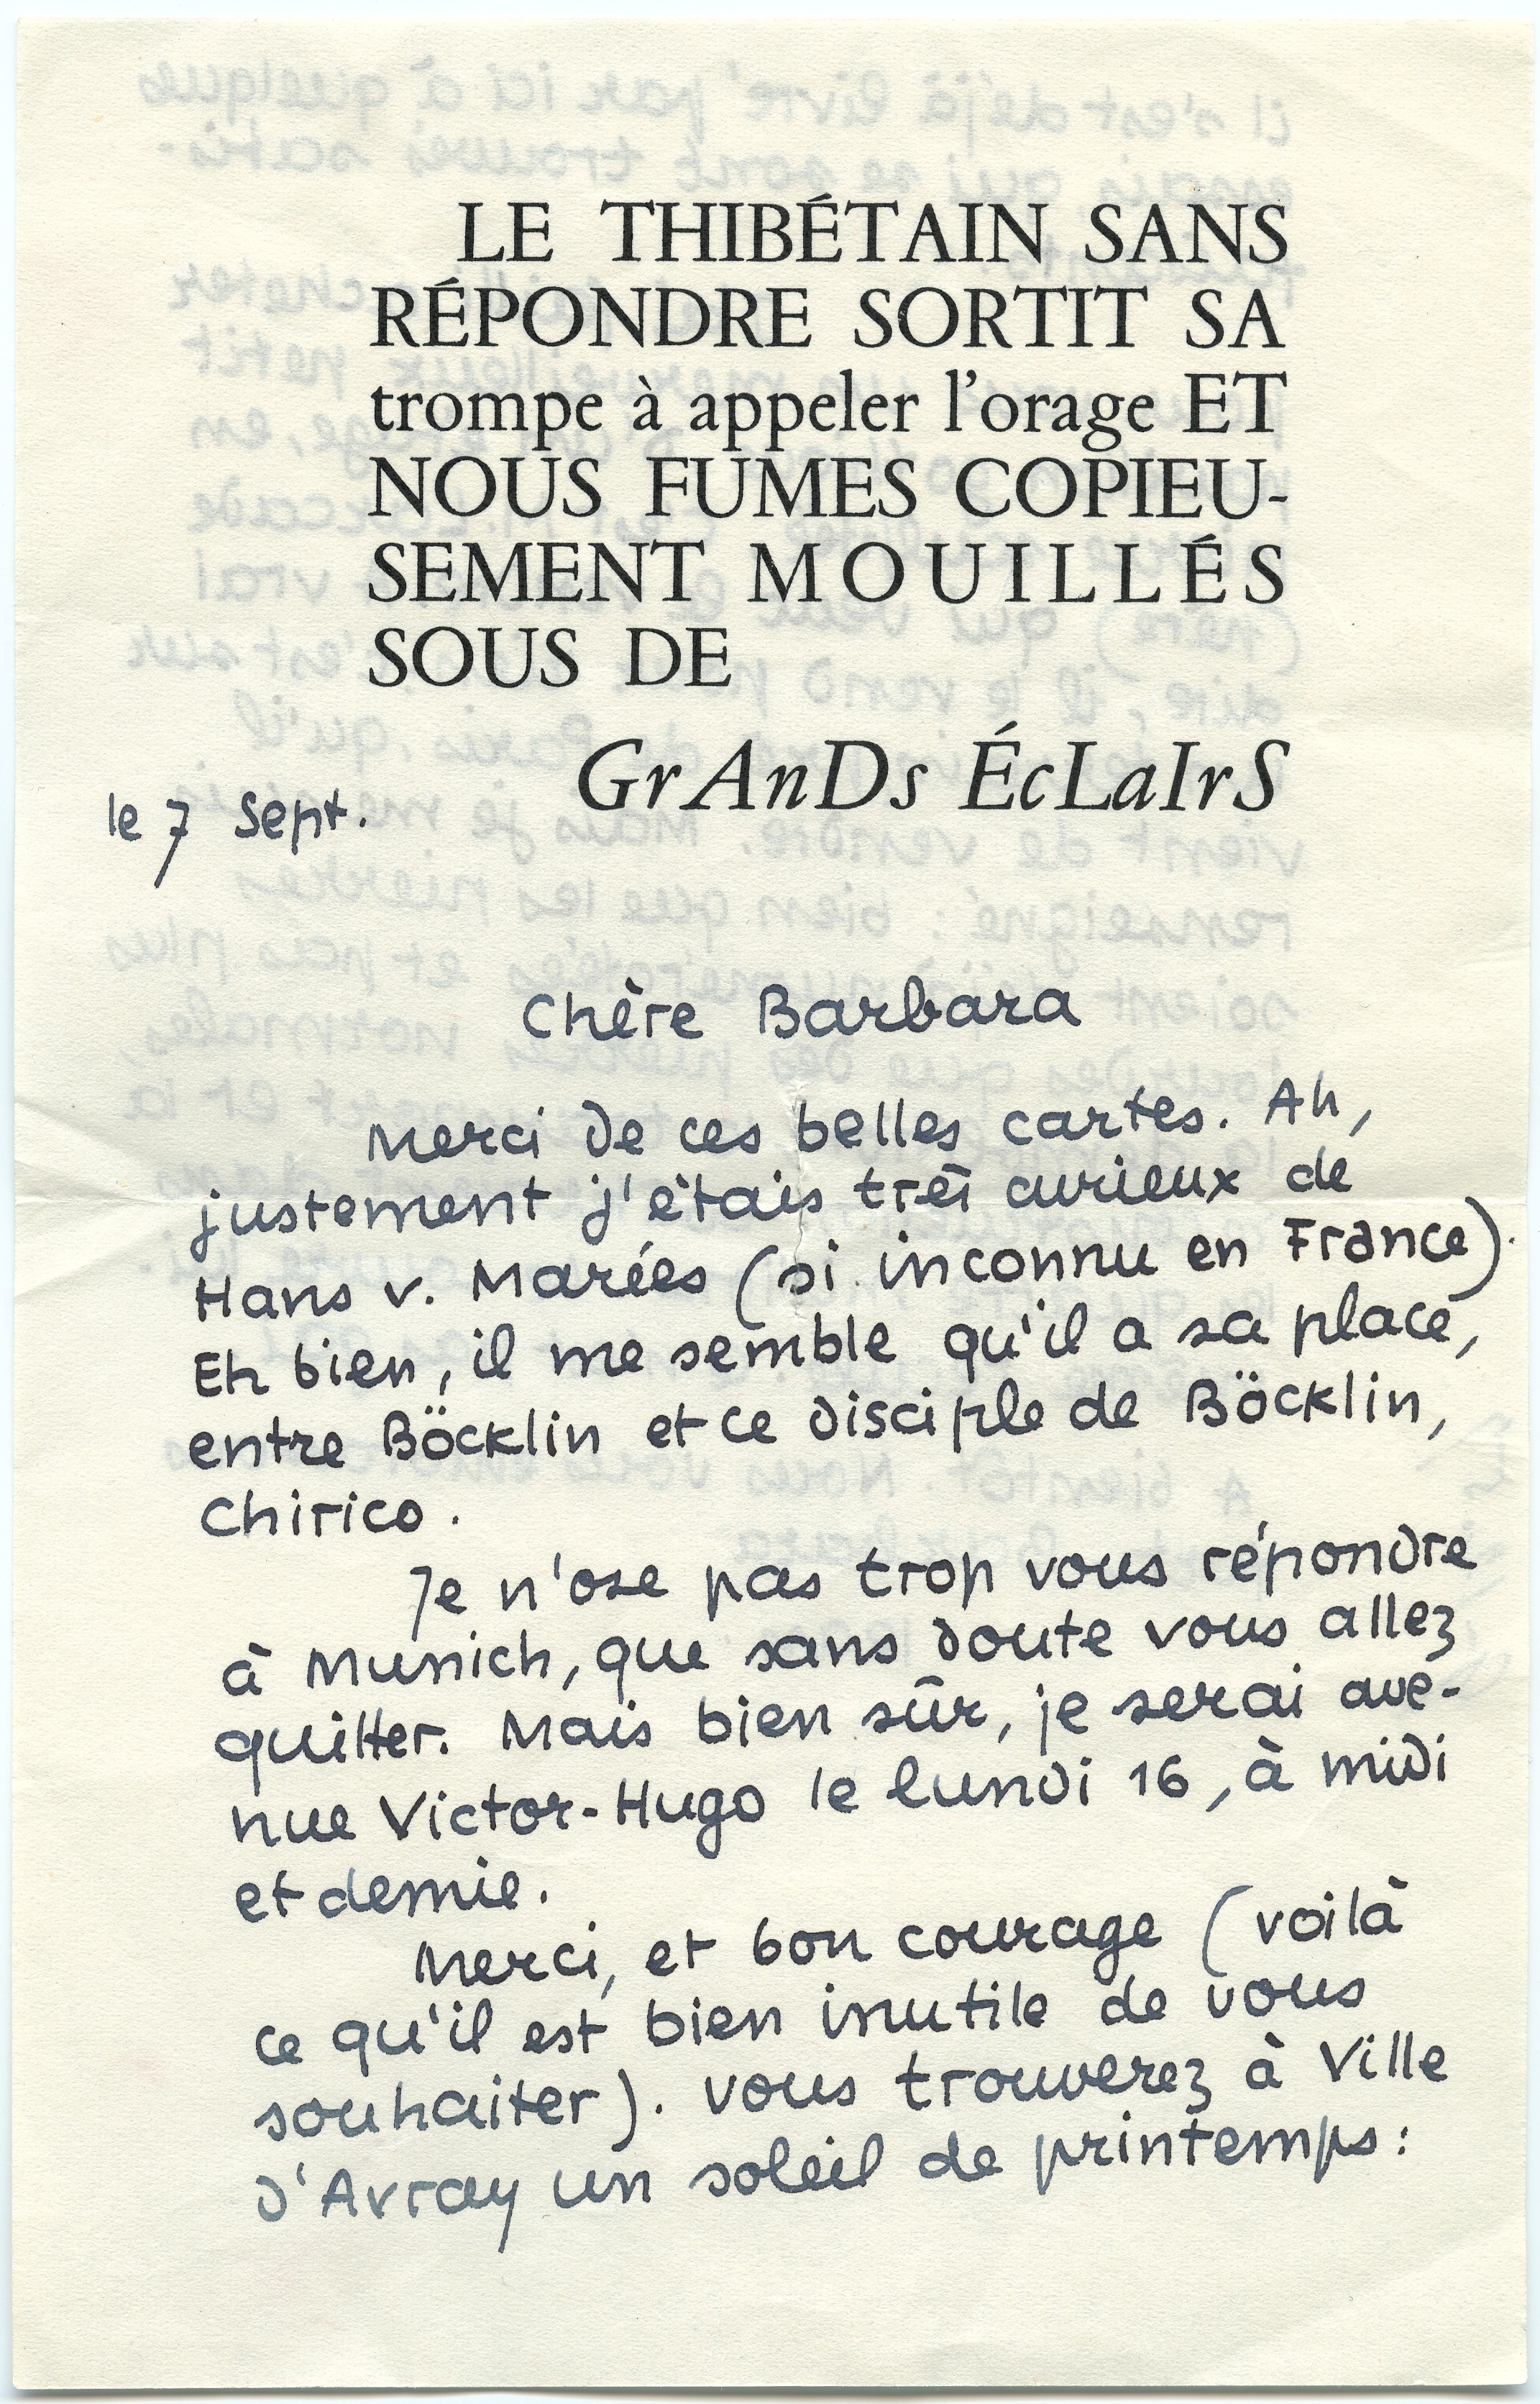 LE THIBÉTAIN SANS
RÉPONDRE SORTIT SA
trompe à appeler l'orage ET
NOUS FUMES COPIEU-
SEMENT MOUILLÉS
SOUS DE
GrAnDs ÉcLaIrS
le 7 Sept.
Chère Barbara
Merci de ces belles cartes. Ah,
justement j'étais très curieux de
Hans v. Marées (si inconnu en France).
Eh bien, il me semble qu'il a sa place,
entre Böcklin et ce disciple de Böcklin,
Chirico.
Je n'ose pas trop vous répondre
à Munich, que sans doute vous allez
quitter. Mais bien sûr, je serai ave-
nue Victor-Hugo le lundi 16, à midi
et demie.
Merci, et bon courage (voilà
ce qu'il est bien inutile de vous
souhaiter). Vous trouverez à Ville
d'Avray un soleil de printemps :